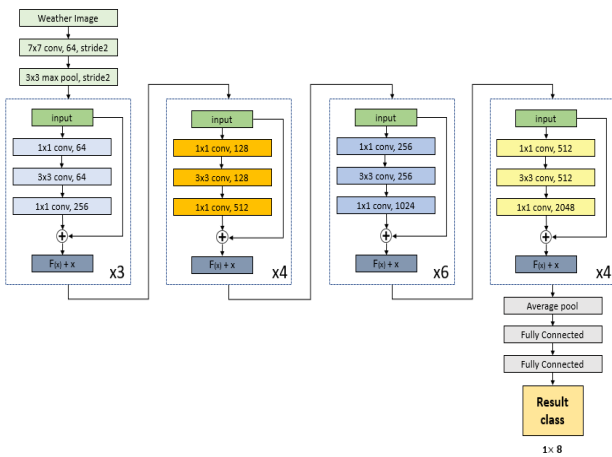 Weather Image
7x7 conv, 64, stride2
3x3 max pool, stride2
input
1x1 conv, 64
3x3 conv, 64
1x1 conv, 256
+
F(x) + x
x3
input
1x1 conv, 128
3x3 conv, 128
1x1 conv, 512
+
F(x) + x
x4
input
1x1 conv, 256
3x3 conv, 256
1x1 conv, 1024
+
F(x) + x
x6
input
1x1 conv, 512
3x3 conv, 512
1x1 conv, 2048
+
F(x) + x
x4
Average pool
Fully Connected
Fully Connected
Result
class
1× 8